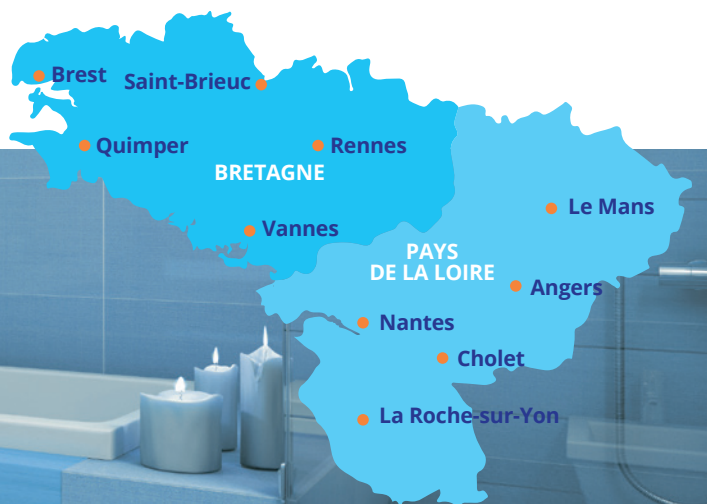 Brest
Saint-Brieuc
Quimper
Rennes
BRETAGNE
Le Mans
Vannes
PAYS
DE LA LOIRE
Angers
Nantes
Cholet
La Roche-sur-Yon